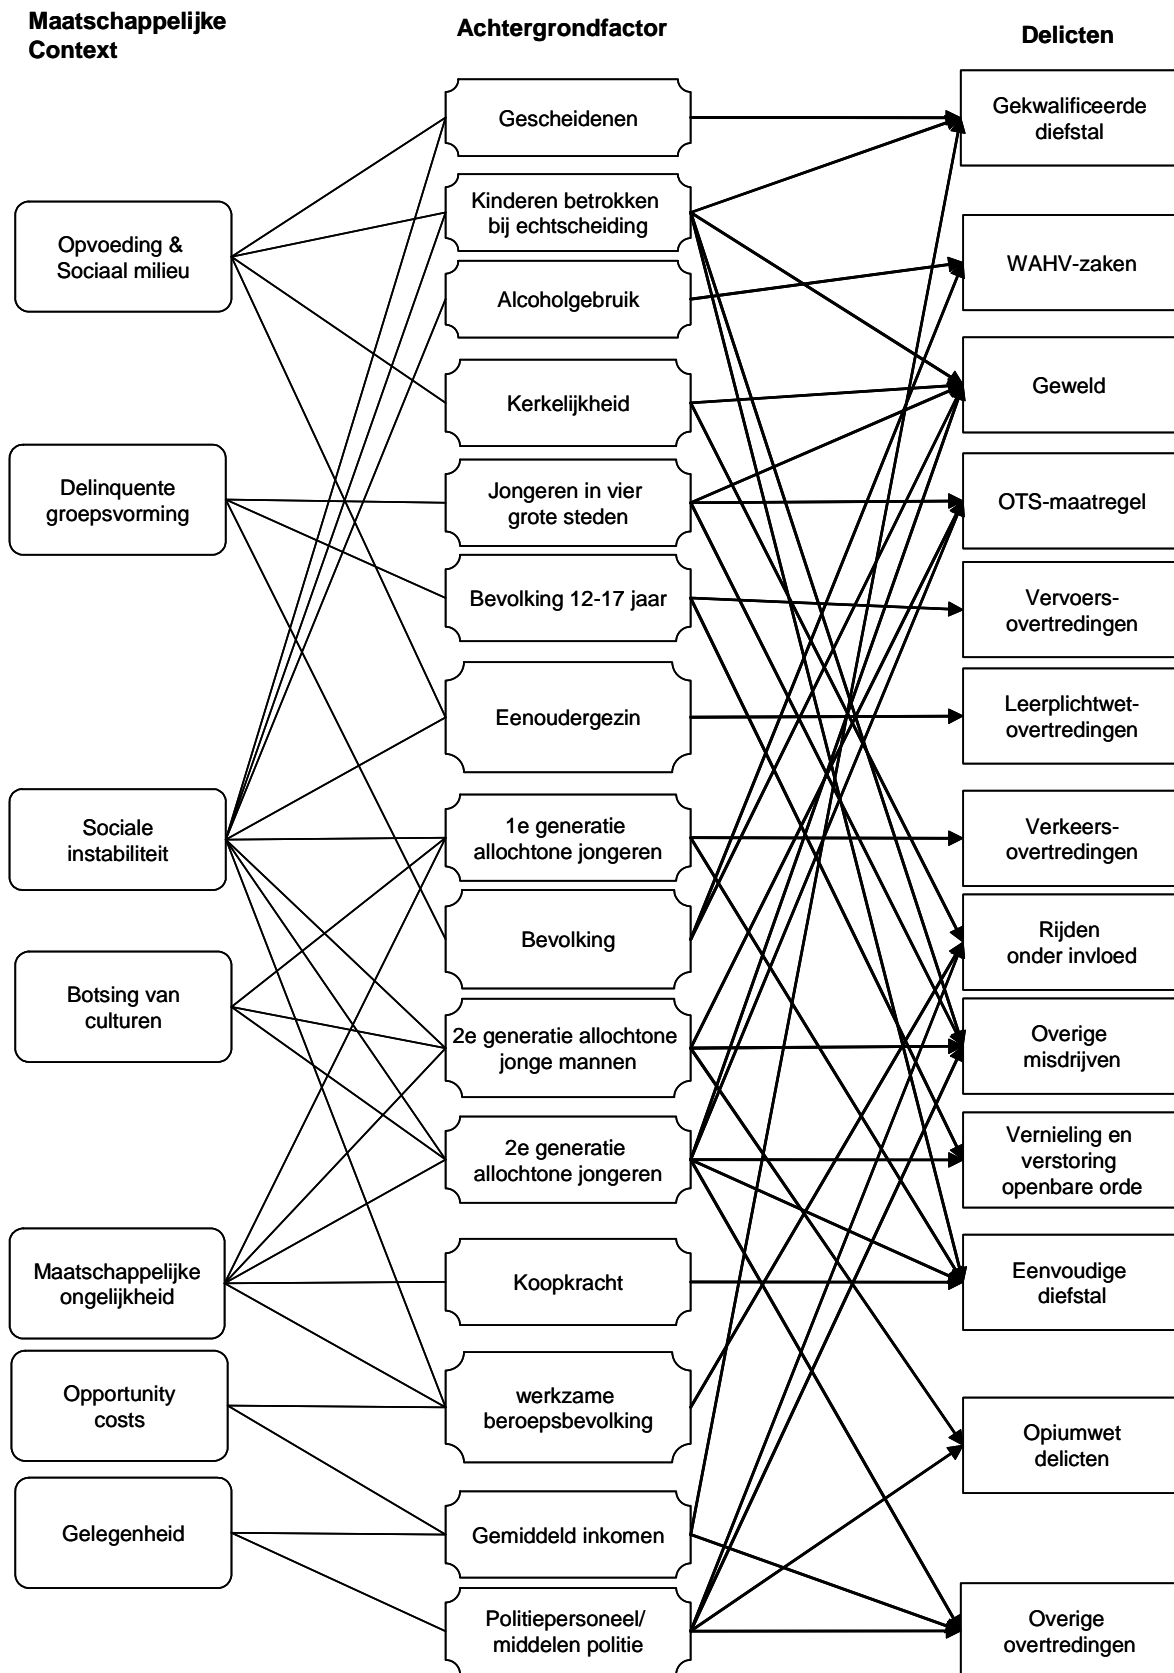 Maatschappelijke
Context
Achtergrondfactor
Delicten
Opvoeding &
Sociaal milieu
Delinquente
groepsvorming
Sociale
instabiliteit
Botsing van
culturen
Maatschappelijke
ongelijkheid
Opportunity
costs
Gelegenheid
Gescheidenen
Kinderen betrokken
bij echtscheiding
Alcoholgebruik
Kerkelijkheid
Jongeren in vier
grote steden
Bevolking 12-17 jaar
Eenoudergezin
1e generatie
allochtone jongeren
Bevolking
2e generatie allochtone
jonge mannen
2e generatie
allochtone jongeren
Koopkracht
werkzame
beroepsbevolking
Gemiddeld inkomen
Politiepersoneel/
middelen politie
Gekwalificeerde
diefstal
WAHV-zaken
Geweld
OTS-maatregel
Vervoers-
overtredingen
Leerplichtwet-
overtredingen
Verkeers-
overtredingen
Rijden
onder invloed
Overige
misdrijven
Vernieling en
verstoring
openbare orde
Eenvoudige
diefstal
Opiumwet
delicten
Overige
overtredingen